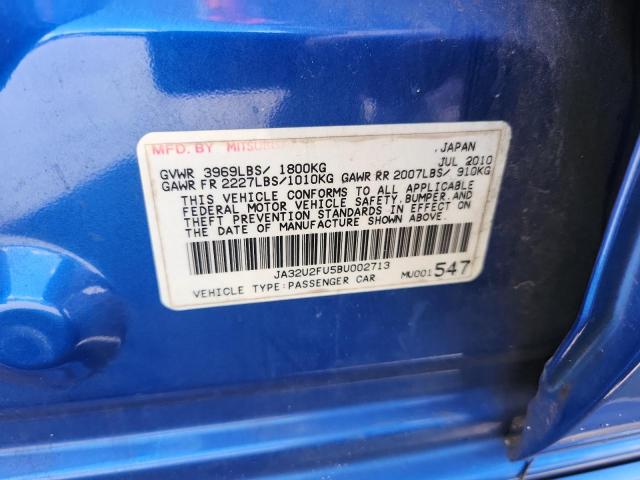 MFD. BY MITSUBI
JAPAN
GVWR 3969LBS/ 1800KG
JUL 2010
GAWR FR 2227LBS/1010KG GAWR RR 2007LBS/ 910KG
THIS VEHICLE CONFORMS TO ALL APPLICABLE
FEDERAL MOTOR VEHICLE SAFETY, BUMPER, AND
THEFT PREVENTION STANDARDS IN EFFECT ON
THE DATE OF MANUFACTURE SHOWN ABOVE.
JA32U2FU5BU002713
VEHICLE TYPE:PASSENGER CAR
MU001 547